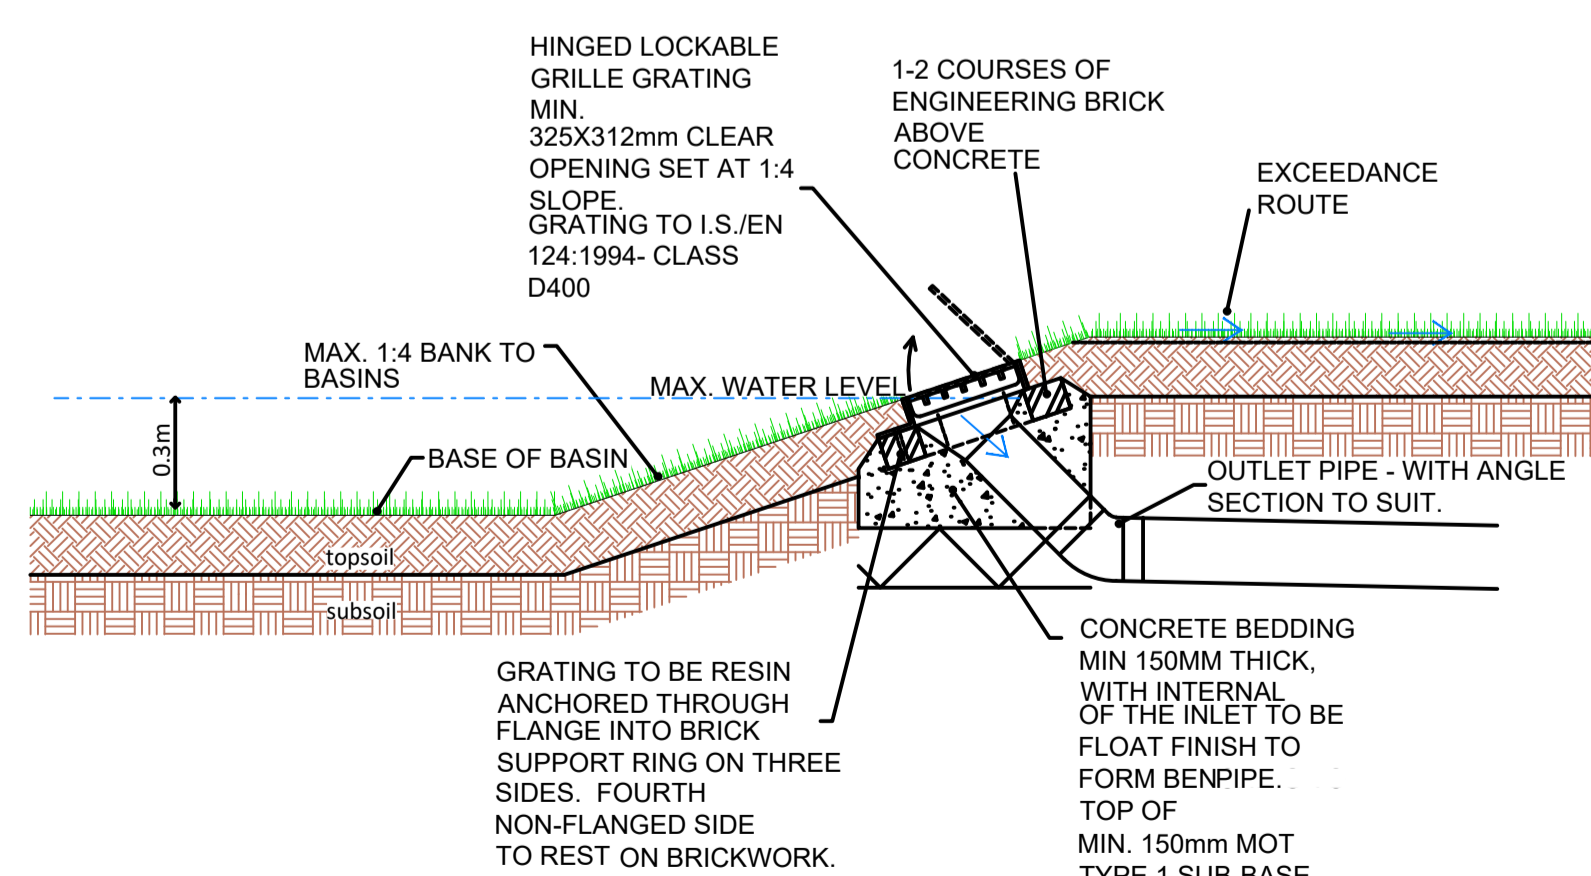 HINGED LOCKABLE
GRILLE GRATING
MIN.
325X312mm CLEAR
OPENING SET AT 1:4
SLOPE.
GRATING TO I.S./EN
124:1994- CLASS
D400
1-2 COURSES OF
ENGINEERING BRICK
ABOVE
CONCRETE
EXCEEDANCE
ROUTE
MAX. 1:4 BANK TO
BASINS
MAX. WATER LEVEL
0.3m
BASE OF BASIN
OUTLET PIPE - WITH ANGLE
SECTION TO SUIT.
topsoil
subsoil
GRATING TO BE RESIN
ANCHORED THROUGH
FLANGE INTO BRICK
SUPPORT RING ON THREE
SIDES. FOURTH
NON-FLANGED SIDE
TO REST ON BRICKWORK.
CONCRETE BEDDING
MIN 150MM THICK,
WITH INTERNAL
OF THE INLET TO BE
FLOAT FINISH TO
FORM BENPIPE.
TOP OF
MIN. 150mm MOT
TYPE 1 SUB-BASE